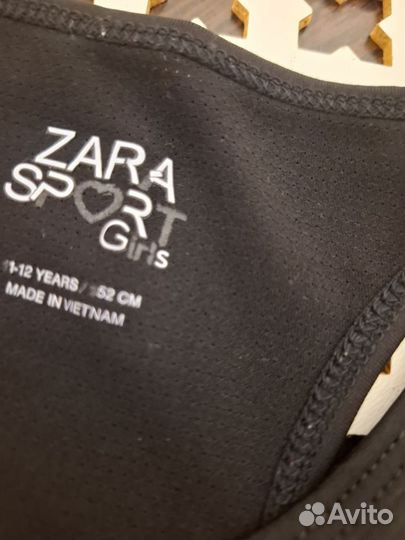 ZARA
SPORT
Girls
11-12 YEARS / 152 CM
MADE IN VIETNAM
Avito